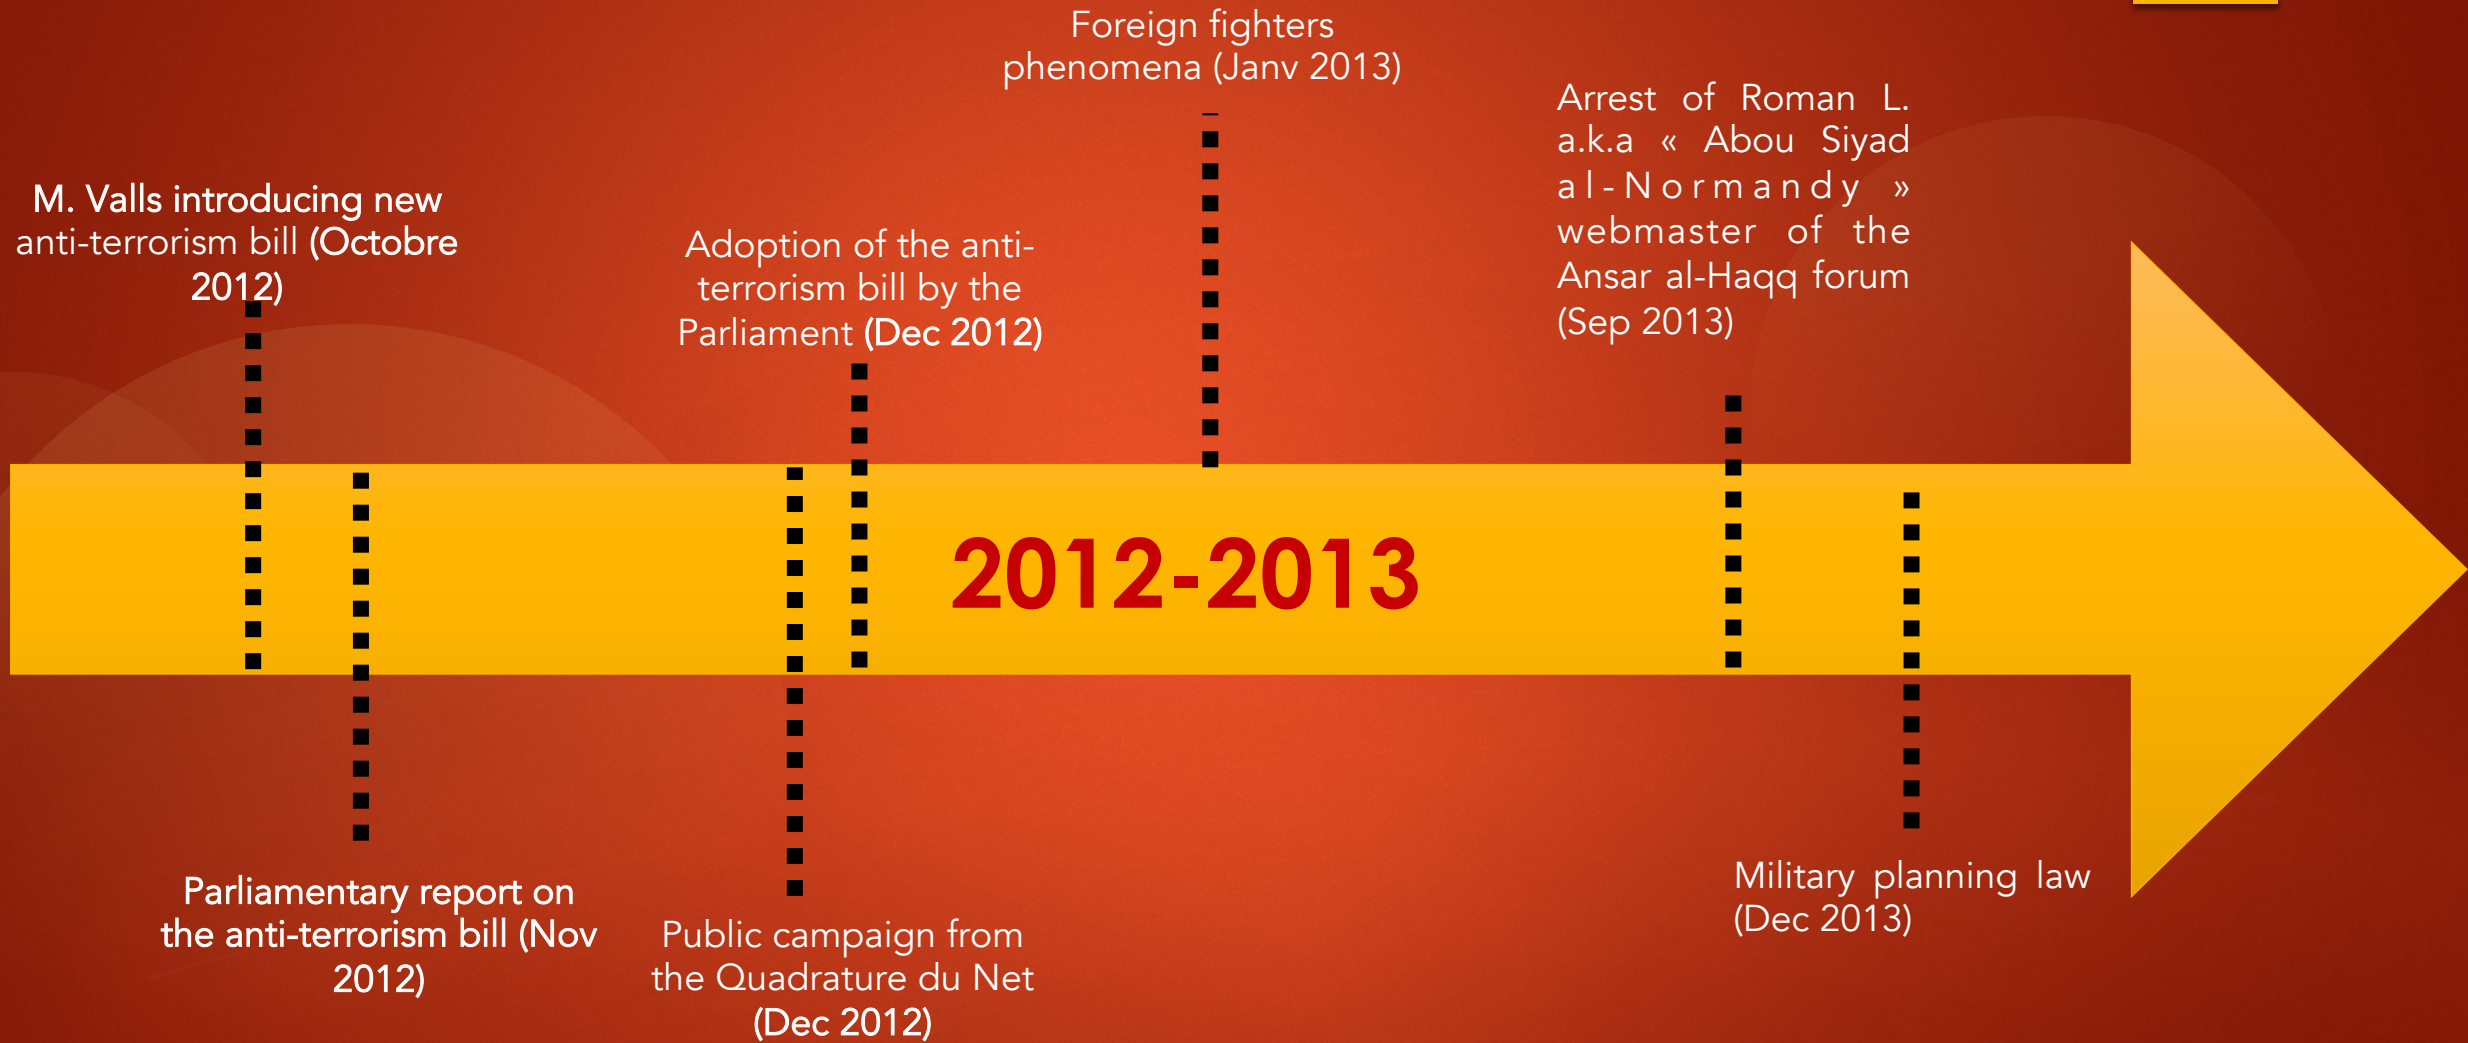 Foreign fighters
phenomena (Janv 2013)
Arrest of Roman L.
a.k.a « Abou Siyad
al-Normandy »
webmaster of the
Ansar al-Haqq forum
(Sep 2013)
M. Valls introducing new
anti-terrorism bill (Octobre
2012)
Adoption of the anti-
terrorism bill by the
Parliament (Dec 2012)
2012-2013
Parliamentary report on
the anti-terrorism bill (Nov
2012)
Public campaign from
the Quadrature du Net
(Dec 2012)
Military planning law
(Dec 2013)